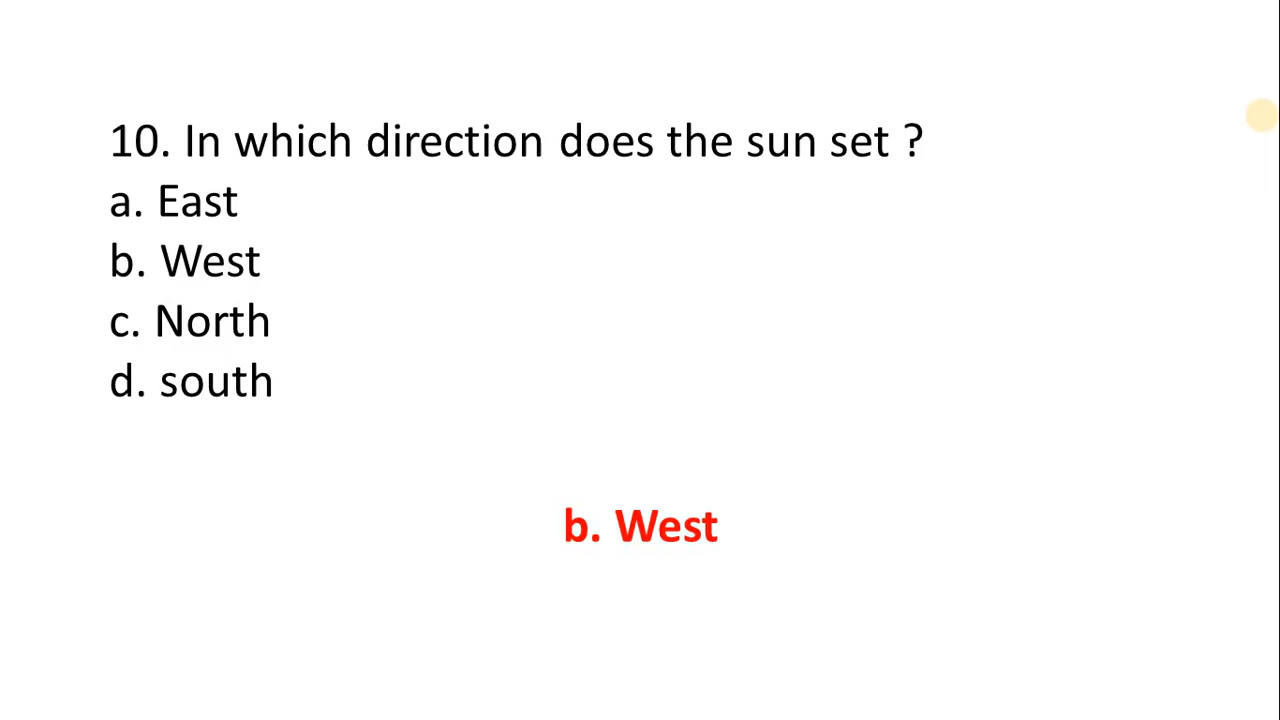 10. In which direction does the sun set ?
a. East
b. West
c. North
d. south
b. West